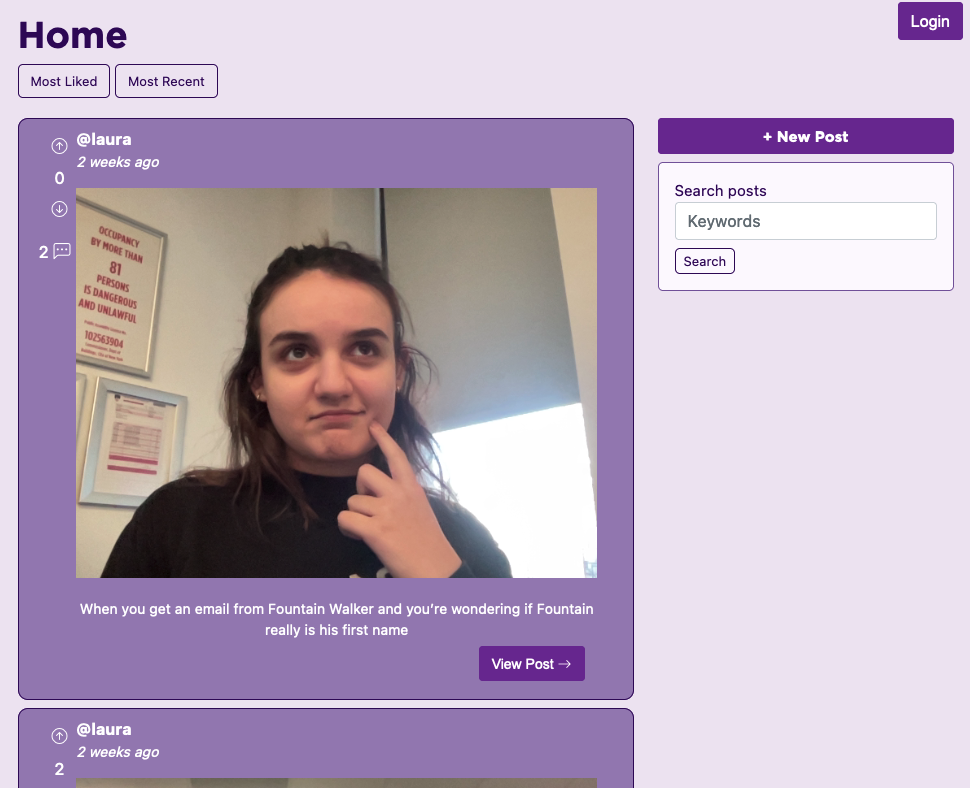 Home
Login
Most Liked
Most Recent
@laura
2 weeks ago
0
2
OCCUPANCY
BY MORE THAN
81
PERSONS
IS DANGEROUS
AND UNLAWFUL
102563904
When you get an email from Fountain Walker and you're wondering if Fountain
really is his first name
View Post →
+ New Post
Search posts
Keywords
Search
@laura
2 weeks ago
2